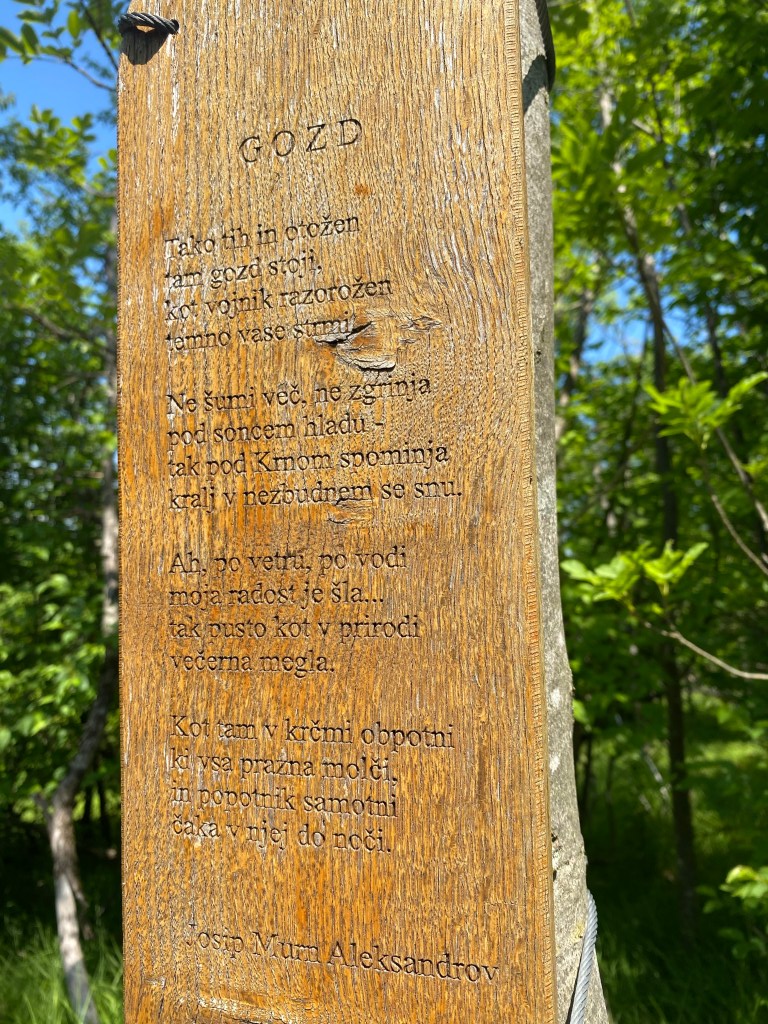 GOZD
Tako tih in otožen
tam gozd stoji,
kot vojnik razorožen
temno vase strmi.
Ne šumi več, ne zgrinja
pod soncem hladu -
tak pod Krnom spominja
kralj v nezbudnem se snu.
Ah, po vetru, po vodi
moja radost je šla...
tak pusto kot v prirodi
večerna megla.
Kot tam v krčmi obpotni
ki vsa prazna molči,
in popotnik samotni
čaka v njej do noči.
Josip Murn Aleksandrov